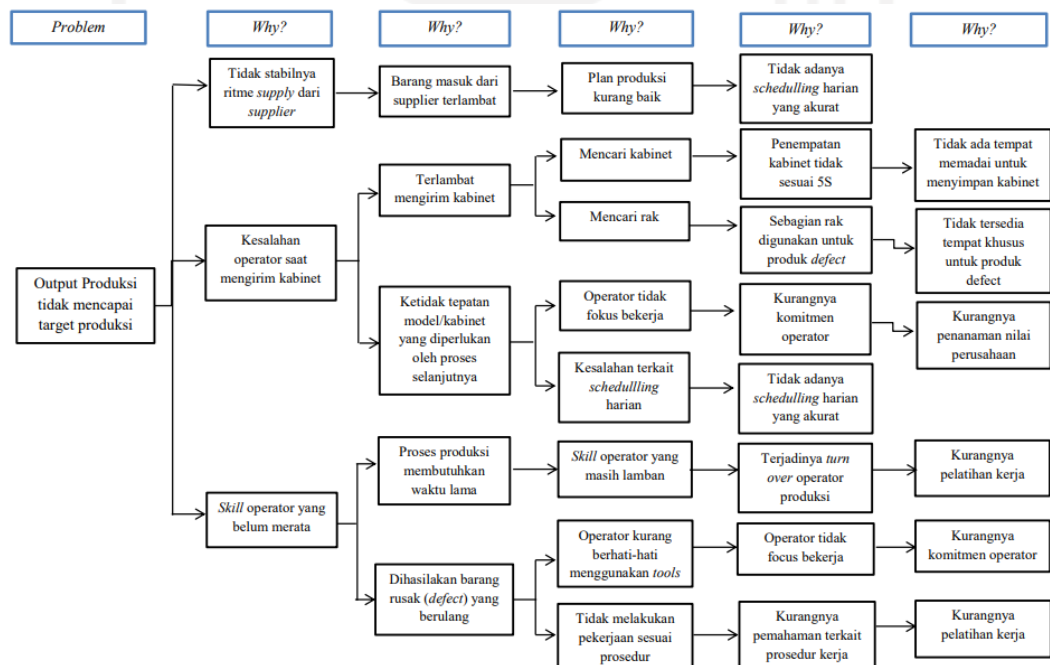 Problem
Why?
Why?
Why?
Why?
Why?
Tidak stabilnya
ritme supply dari
supplier
Barang masuk dari
supplier terlambat
Plan produksi
kurang baik
Tidak adanya
schedulling harian
yang akurat
Mencari kabinet
Penempatan
kabinet tidak
sesuai 5S
Tidak ada tempat
memadai untuk
menyimpan kabinet
Terlambat
mengirim kabinet
Mencari rak
Sebagian rak
digunakan untuk
produk defect
Tidak tersedia
tempat khusus
untuk produk
defect
Kesalahan
operator saat
mengirim kabinet
Output Produksi
tidak mencapai
target produksi
Ketidak tepatan
model/kabinet
yang diperlukan
oleh proses
selanjutnya
Operator tidak
fokus bekerja
Kurangnya
komitmen
operator
Kurangnya
penanaman nilai
perusahaan
Kesalahan terkait
schedullling
harian
Tidak adanya
schedulling harian
yang akurat
Proses produksi
membutuhkan
waktu lama
Skill operator yang
masih lamban
Terjadinya turn
over operator
produksi
Kurangnya
pelatihan kerja
Skill operator yang
belum merata
Operator kurang
berhati-hati
menggunakan tools
Operator tidak
focus bekerja
Kurangnya
komitmen operator
Dihasilakan barang
rusak (defect) yang
berulang
Tidak melakukan
pekerjaan sesuai
prosedur
Kurangnya
pemahaman terkait
prosedur kerja
Kurangnya
pelatihan kerja